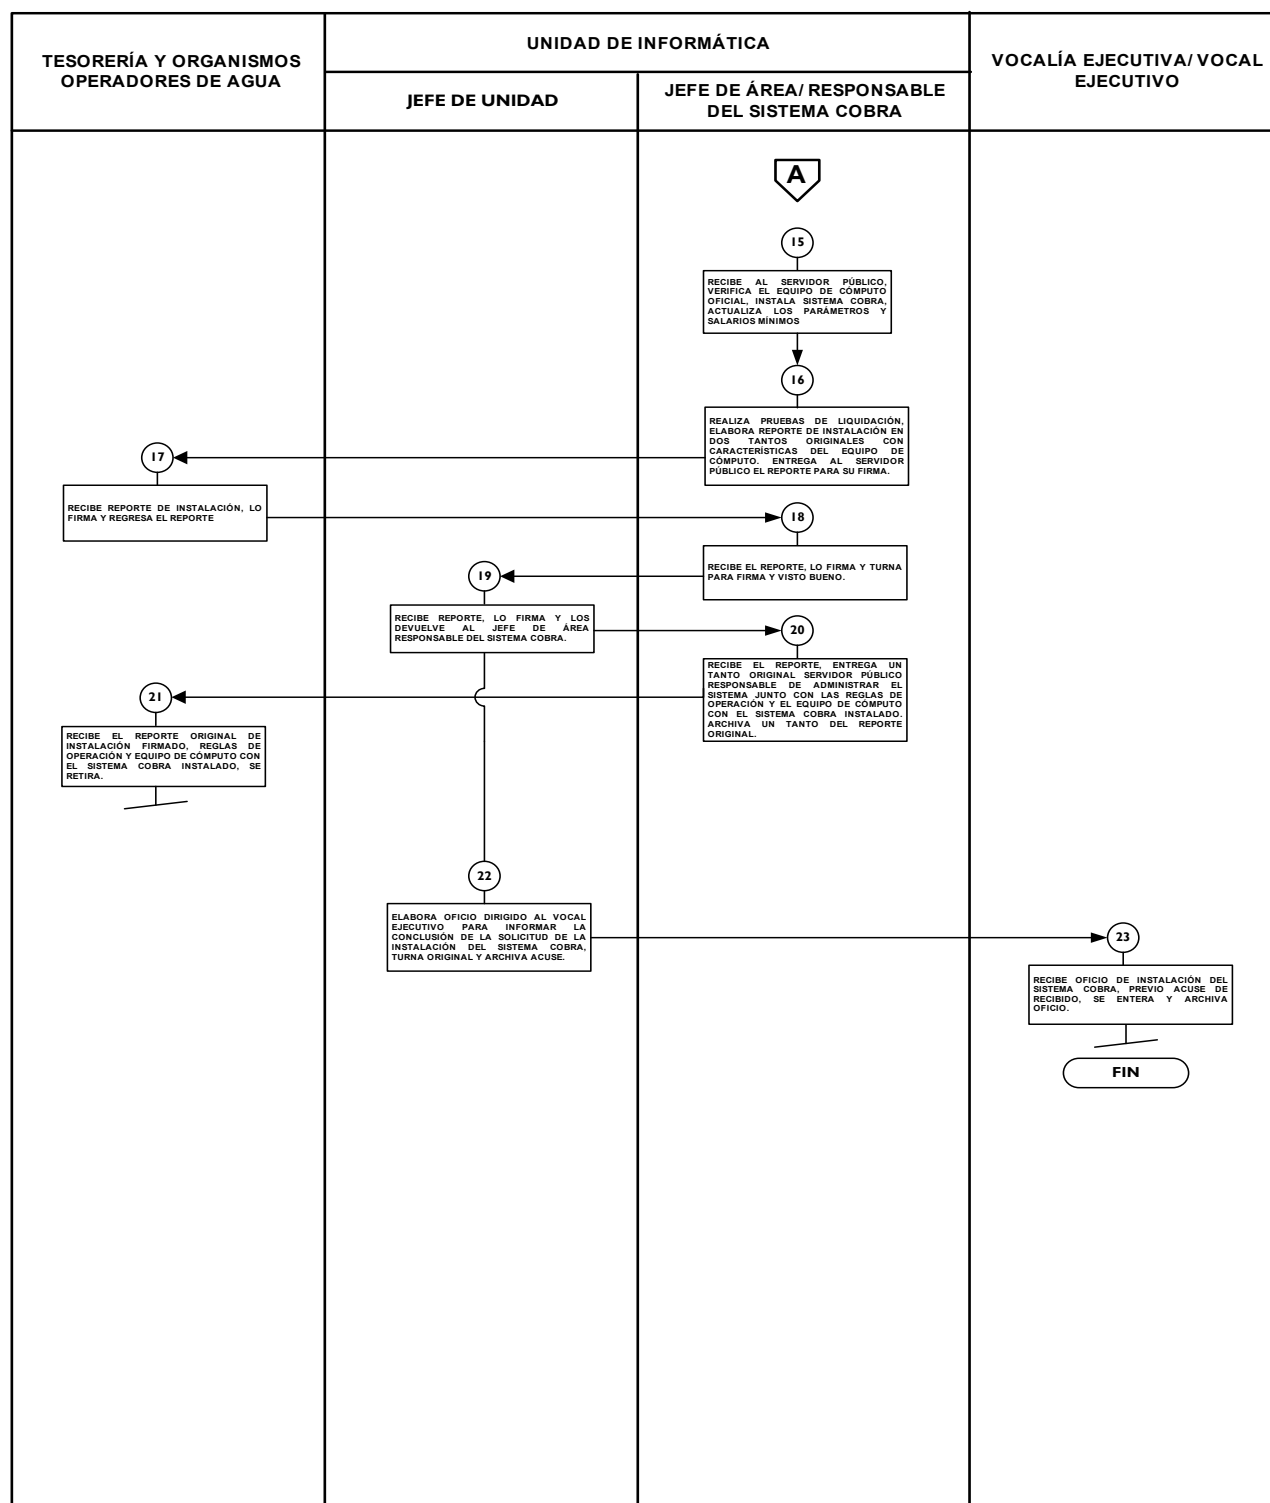 TESORERÍA Y ORGANISMOS
OPERADORES DE AGUA
UNIDAD DE INFORMÁTICA
JEFE DE UNIDAD
JEFE DE ÁREA/ RESPONSABLE
DEL SISTEMA COBRA
VOCALÍA EJECUTIVA/ VOCAL
EJECUTIVO
A
15
RECIBE AL SERVIDOR PÚBLICO,
VERIFICA EL EQUIPO DE CÓMPUTO
OFICIAL, INSTALA SISTEMA COBRA,
ACTUALIZA LOS PARÁMETROS Y
SALARIOS MÍNIMOS
16
REALIZA PRUEBAS DE LIQUIDACIÓN,
ELABORA REPORTE DE INSTALACIÓN EN
DOS TANTOS ORIGINALES CON
CARACTERÍSTICAS DEL EQUIPO DE
CÓMPUTO. ENTREGA AL SERVIDOR
PÚBLICO EL REPORTE PARA SU FIRMA.
17
RECIBE REPORTE DE INSTALACIÓN, LO
FIRMA Y REGRESA EL REPORTE
18
RECIBE EL REPORTE, LO FIRMA Y TURNA
PARA FIRMA Y VISTO BUENO.
19
RECIBE REPORTE, LO FIRMA Y LOS
DEVUELVE AL JEFE DE ÁREA
RESPONSABLE DEL SISTEMA COBRA.
20
RECIBE EL REPORTE, ENTREGA UN
TANTO ORIGINAL SERVIDOR PÚBLICO
RESPONSABLE DE ADMINISTRAR EL
SISTEMA JUNTO CON LAS REGLAS DE
OPERACIÓN Y EL EQUIPO DE CÓMPUTO
CON EL SISTEMA COBRA INSTALADO.
ARCHIVA UN TANTO DEL REPORTE
ORIGINAL.
21
RECIBE EL REPORTE ORIGINAL DE
INSTALACIÓN FIRMADO, REGLAS DE
OPERACIÓN Y EQUIPO DE CÓMPUTO CON
EL SISTEMA COBRA INSTALADO, SE
RETIRA.
22
ELABORA OFICIO DIRIGIDO AL VOCAL
EJECUTIVO PARA INFORMAR LA
CONCLUSIÓN DE LA SOLICITUD DE LA
INSTALACIÓN DEL SISTEMA COBRA,
TURNA ORIGINAL Y ARCHIVA ACUSE.
23
RECIBE OFICIO DE INSTALACIÓN DEL
SISTEMA COBRA, PREVIO ACUSE DE
RECIBIDO, SE ENTERA Y ARCHIVA
OFICIO.
FIN